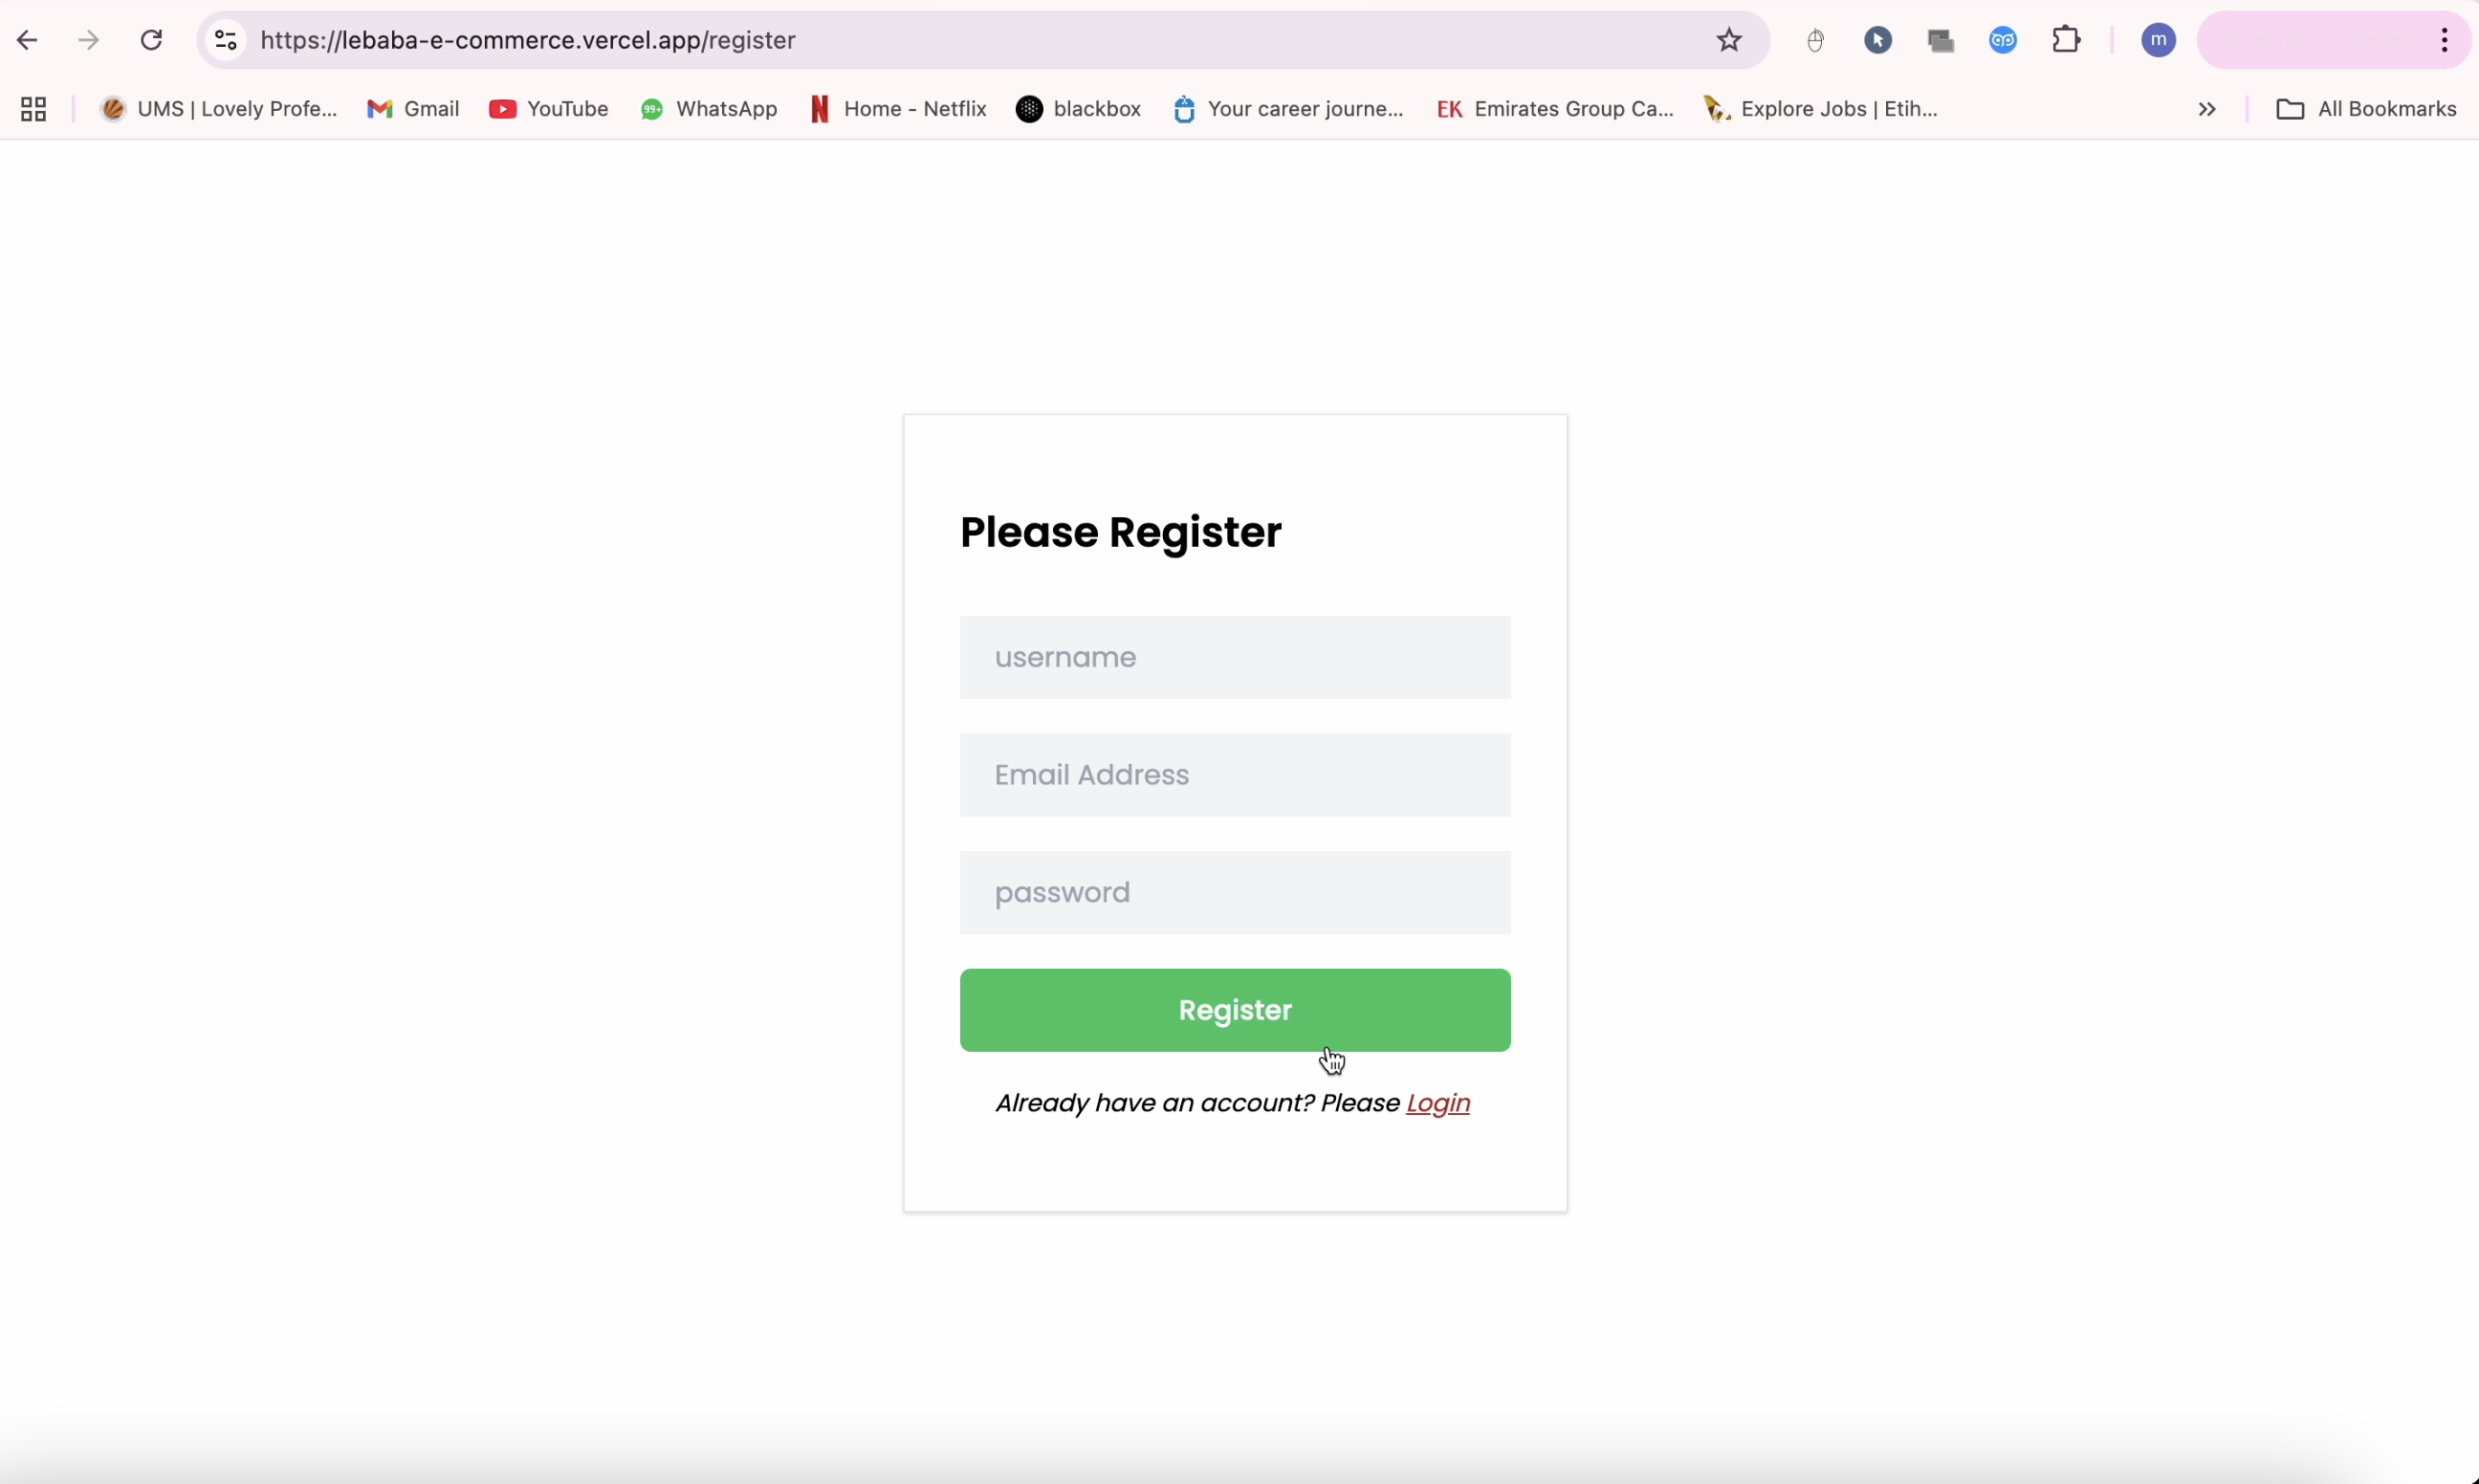 https://lebaba-e-commerce.vercel.app/register
m
UMS | Lovely Profe... Gmail YouTube 99+ WhatsApp Home - Netflix blackbox Your career journe... EK Emirates Group Ca... Explore Jobs | Etih... All Bookmarks
Please Register
username
Email Address
password
Register
Already have an account? Please Login